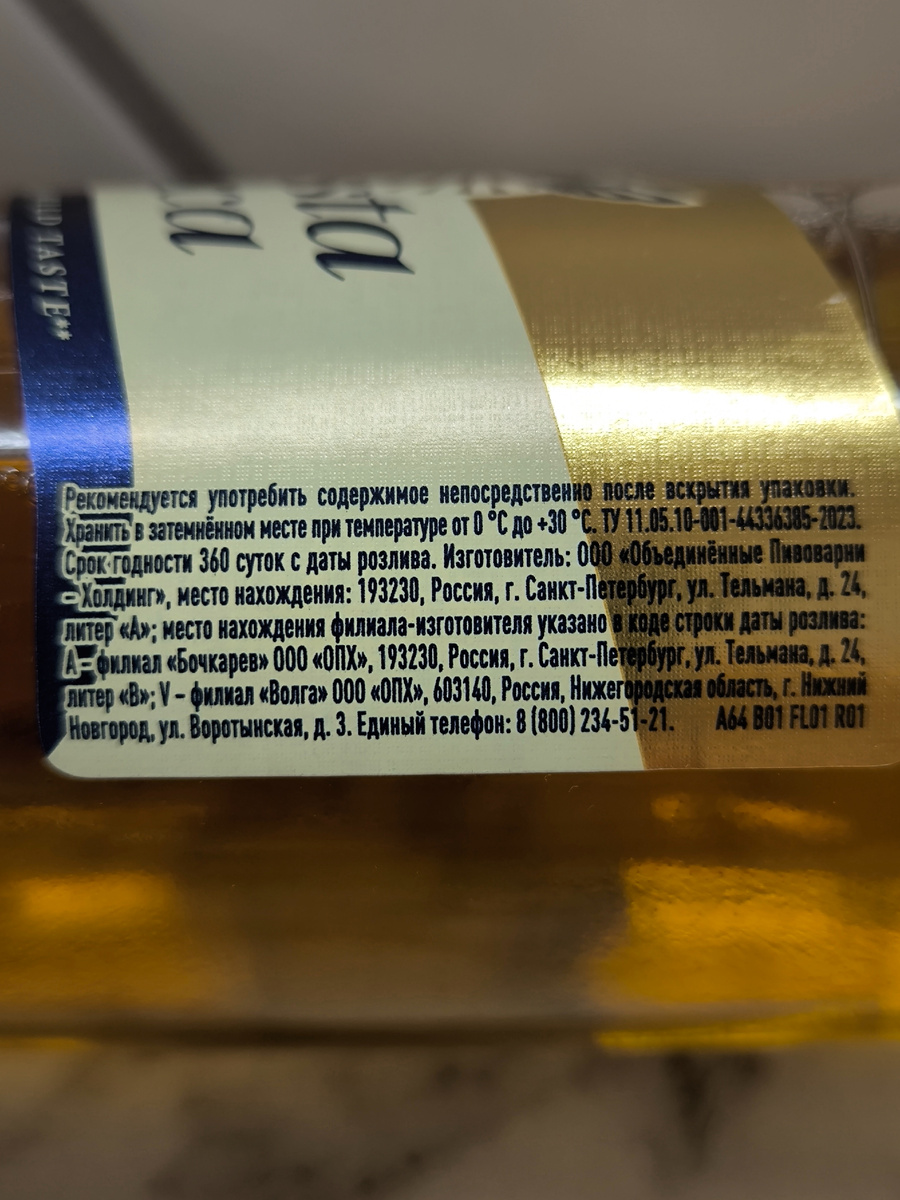 TASTE**
sta
ca
Рекомендуется употребить содержимое непосредственно после вскрытия упаковки.
Хранить в затемнённом месте при температуре от 0 °С до +30 °С. ТУ 11.05.10-001-44336385-2023.
Срок годности 360 суток с даты розлива. Изготовитель: ООО «Объединённые Пивоварни
– Холдинг», место нахождения: 193230, Россия, г. Санкт-Петербург, ул. Тельмана, д. 24,
литер «А»; место нахождения филиала-изготовителя указано в коде строки даты розлива:
А – филиал «Бочкарев» ООО «ОПХ», 193230, Россия, г. Санкт-Петербург, ул. Тельмана, д. 24,
литер «В»; V – филиал «Волга» ООО «ОПХ», 603140, Россия, Нижегородская область, г. Нижний
Новгород, ул. Воротынская, д. 3. Единый телефон: 8 (800) 234-51-21. A64 B01 FL01 R01